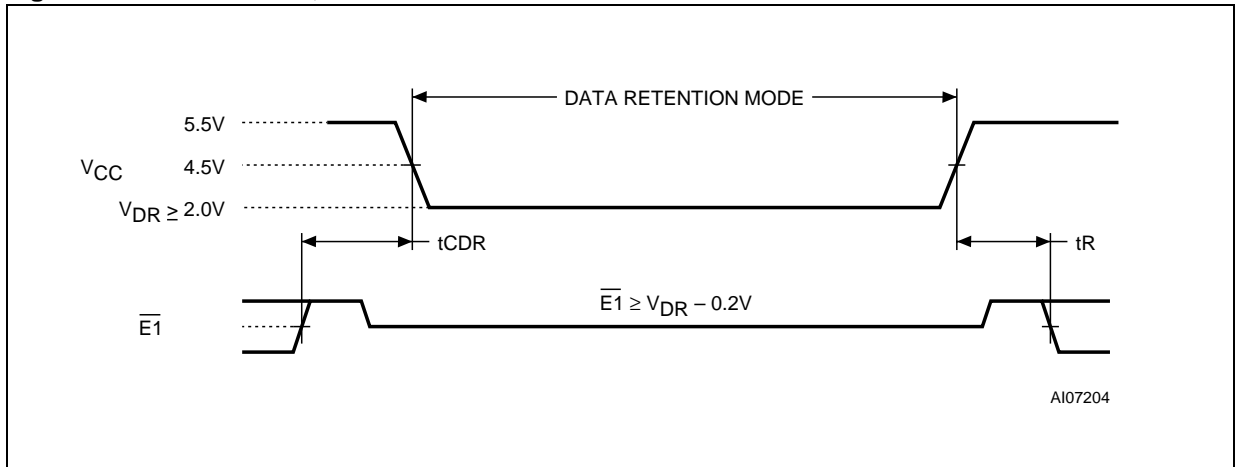 DATA RETENTION MODE
5.5V
VCC 4.5V
VDR ≥ 2.0V
tCDR
tR
E1 ≥ VDR – 0.2V
E1
AI07204